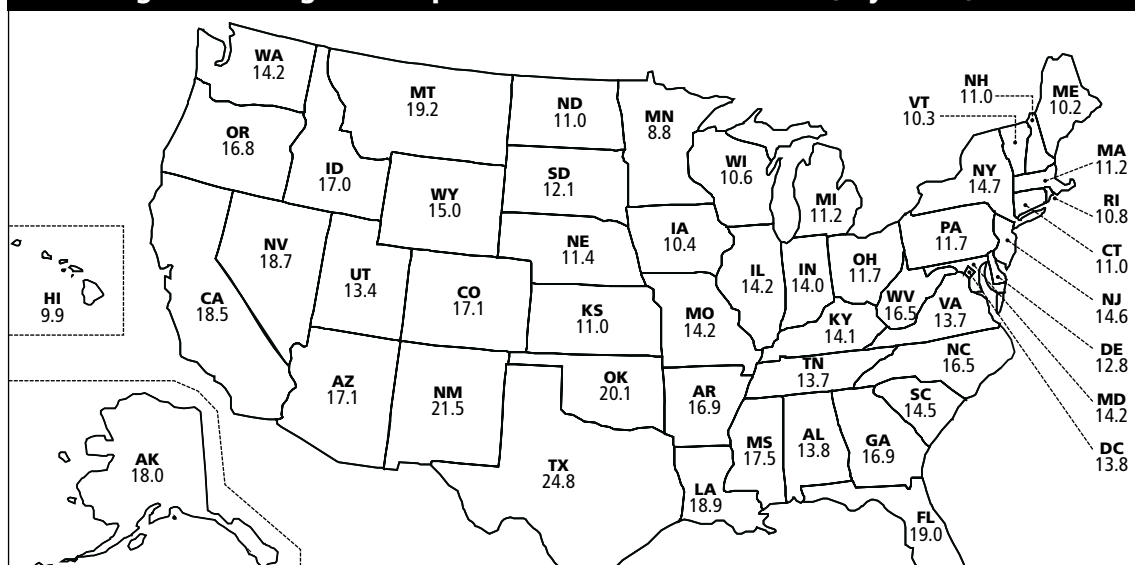 WA
14.2
MT
19.2
ND
11.0
MN
8.8
VT
10.3
NH
11.0
ME
10.2
OR
16.8
ID
17.0
WY
15.0
SD
12.1
WI
10.6
MI
11.2
NY
14.7
MA
11.2
RI
10.8
CT
11.0
NJ
14.6
DE
12.8
MD
14.2
DC
13.8
HI
9.9
CA
18.5
NV
18.7
UT
13.4
CO
17.1
NE
11.4
KS
11.0
IA
10.4
MO
14.2
IL
14.2
IN
14.0
OH
11.7
PA
11.7
WV
16.5
VA
13.7
KY
14.1
NC
16.5
TN
13.7
SC
14.5
AZ
17.1
NM
21.5
OK
20.1
AR
16.9
TX
24.8
LA
18.9
MS
17.5
AL
13.8
GA
16.9
FL
19.0
AK
18.0